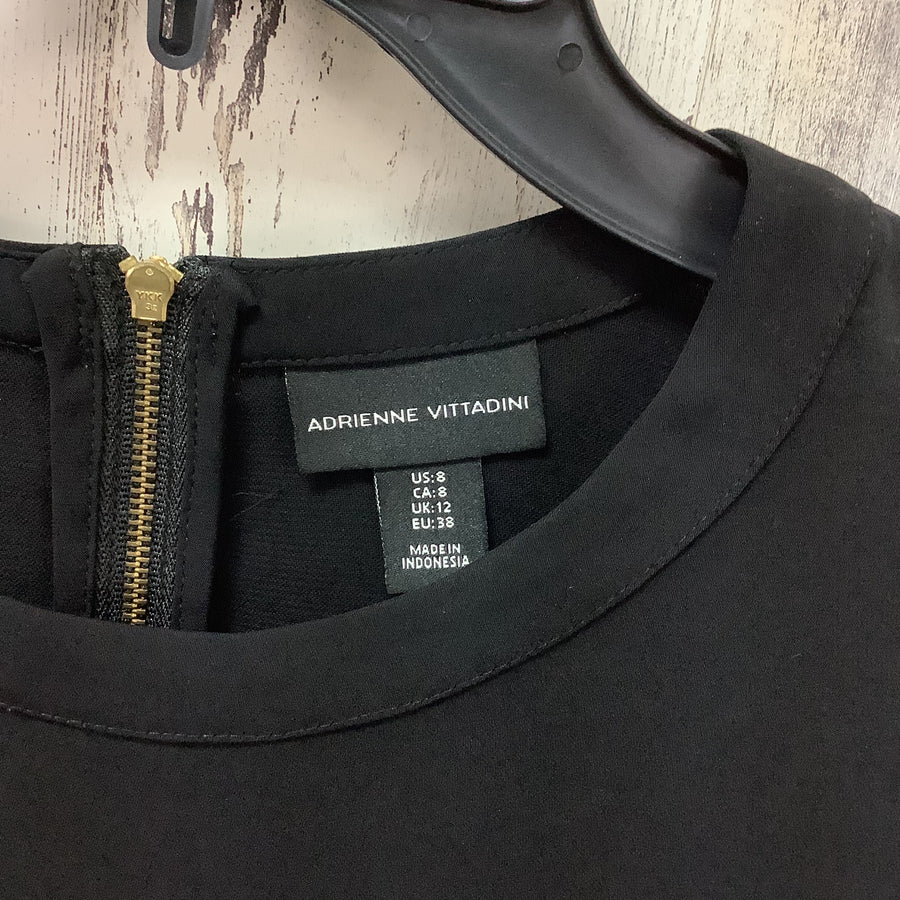 YKK
ADRIENNE VITTADINI
US:8
CA:8
UK:12
EU:38
MADE IN
INDONESIA